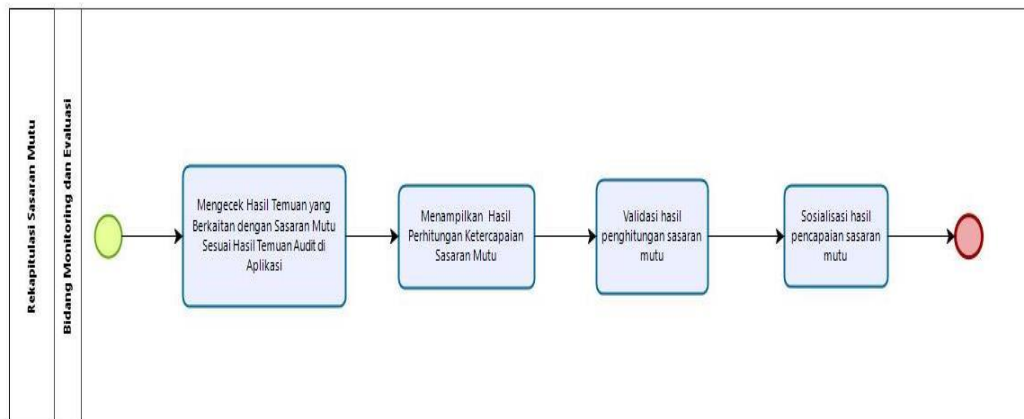 Rekapitulasi Sasaran Mutu
Bidang Monitoring dan Evaluasi
Mengecek Hasil Temuan yang
Berkaitan dengan Sasaran Mutu
Sesuai Hasil Temuan Audit di
Aplikasi
Menampilkan Hasil
Perhitungan Ketercapaian
Sasaran Mutu
Validasi hasil
penghitungan sasaran
mutu
Sosialisasi hasil
pencapaian sasaran
mutu